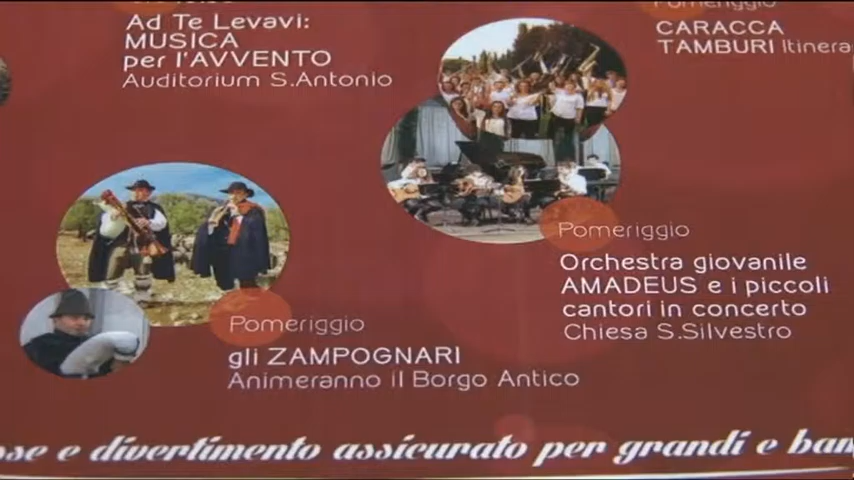 Ad Te Levavi:
MUSICA
per l'AVVENTO
Auditorium S.Antonio
Pomeriggio
CARACCA
TAMBURI
Pomeriggio
Orchestra giovanile
AMADEUS e i piccoli
cantori in concerto
Chiesa S.Silvestro
Pomeriggio
gli ZAMPOGNARI
Animeranno il Borgo Antico
e divertimento assicurato per grandi e